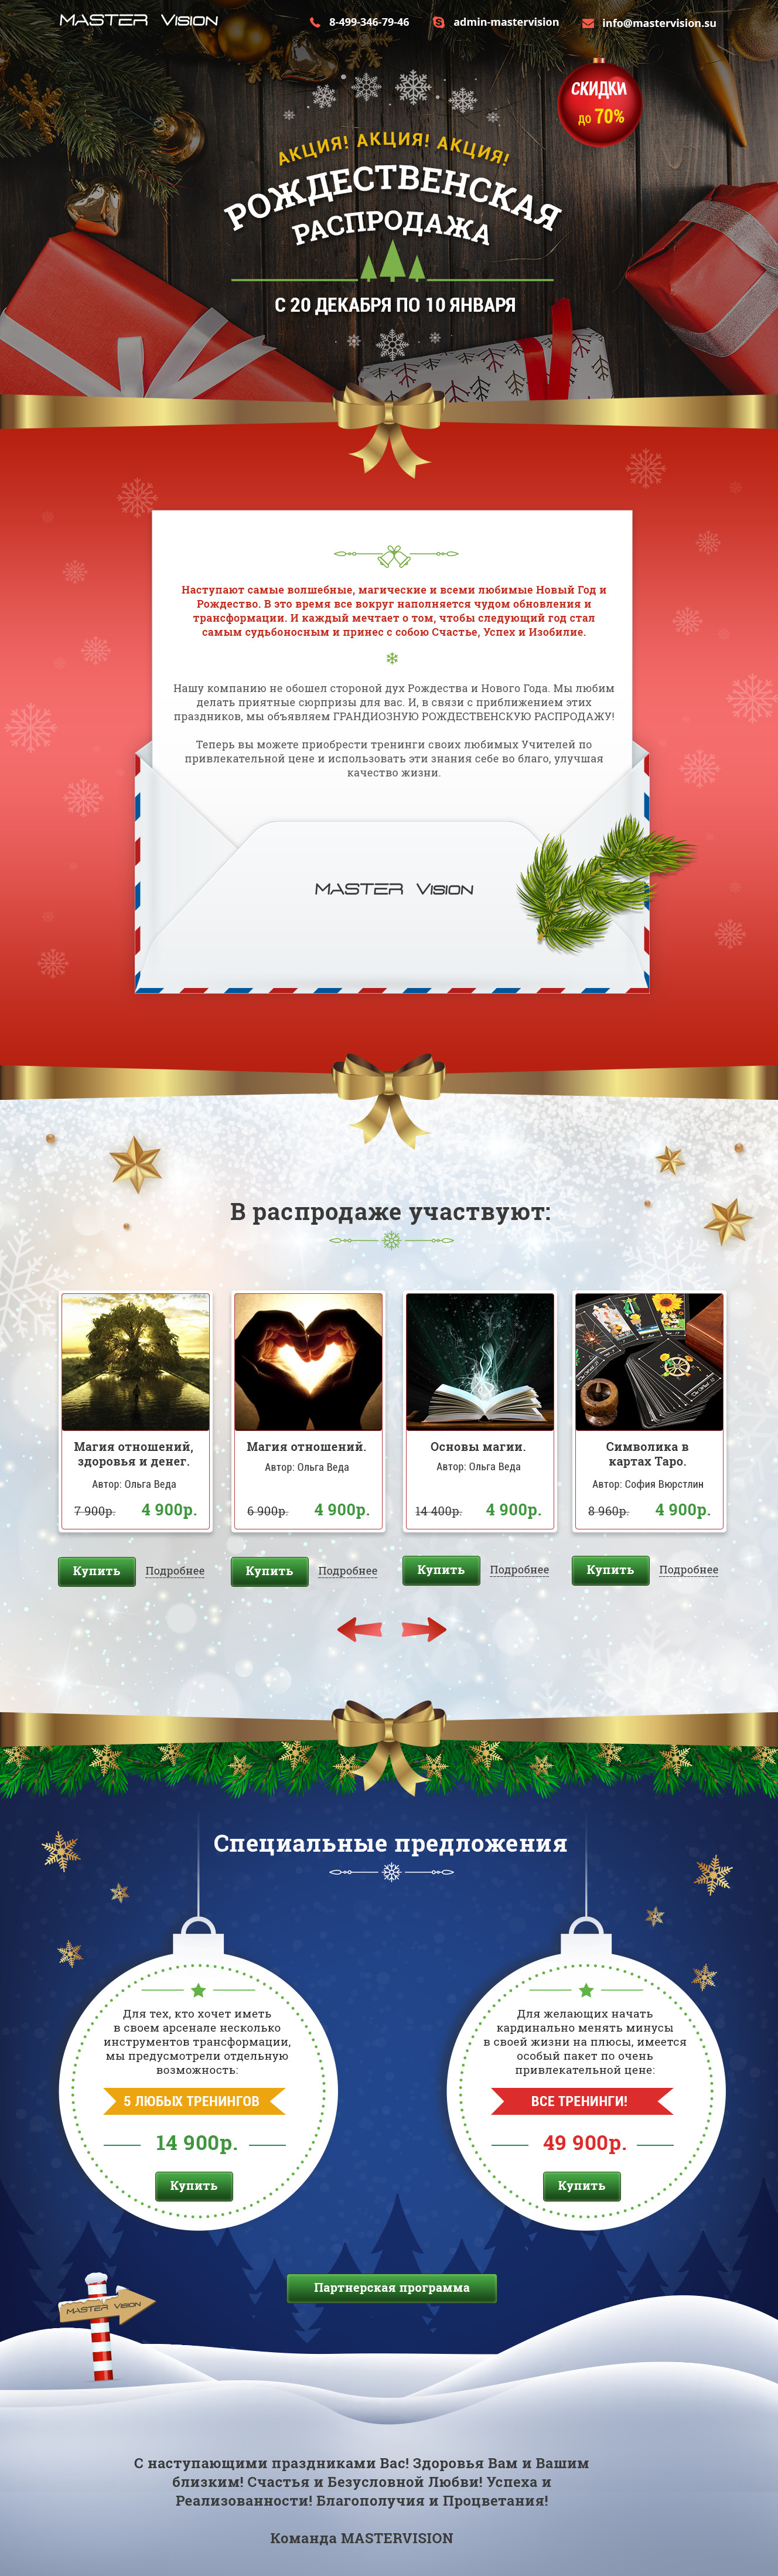 MASTER VISION
8-499-346-79-46
admin-mastervision
info@mastervision.su
СКИДКИ
до 70%
АКЦИЯ! АКЦИЯ! АКЦИЯ!
РОЖДЕСТВЕНСКАЯ
РАСПРОДАЖА
С 20 ДЕКАБРЯ ПО 10 ЯНВАРЯ
Наступают самые волшебные, магические и всеми любимые Новый Год и
Рождество. В это время все вокруг наполняется чудом обновления и
трансформации. И каждый мечтает о том, чтобы следующий год стал
самым судьбоносным и принес с собою Счастье, Успех и Изобилие.
Нашу компанию не обошел стороной дух Рождества и Нового Года. Мы любим
делать приятные сюрпризы для вас. И, в связи с приближением этих
праздников, мы объявляем ГРАНДИОЗНУЮ РОЖДЕСТВЕНСКУЮ РАСПРОДАЖУ!
Теперь вы можете приобрести тренинги своих любимых Учителей по
привлекательной цене и использовать эти знания себе во благо, улучшая
качество жизни.
MASTER VISION
В распродаже участвуют:
Магия отношений,
здоровья и денег.
Автор: Ольга Веда
7 900р. 4 900р.
Купить Подробнее
Магия отношений.
Автор: Ольга Веда
6 900р. 4 900р.
Купить Подробнее
Основы магии.
Автор: Ольга Веда
14 400р. 4 900р.
Купить Подробнее
Символика в
картах Таро.
Автор: София Вюрстлин
8 960р. 4 900р.
Купить Подробнее
Специальные предложения
Для тех, кто хочет иметь
в своем арсенале несколько
инструментов трансформации,
мы предусмотрели отдельную
возможность:
5 ЛЮБЫХ ТРЕНИНГОВ
14 900р.
Купить
Для желающих начать
кардинально менять минусы
в своей жизни на плюсы, имеется
особый пакет по очень
привлекательной цене:
ВСЕ ТРЕНИНГИ!
49 900р.
Купить
Партнерская программа
MASTER VISION
С наступающими праздниками Вас! Здоровья Вам и Вашим
близким! Счастья и Безусловной Любви! Успеха и
Реализованности! Благополучия и Процветания!
Команда MASTERVISION